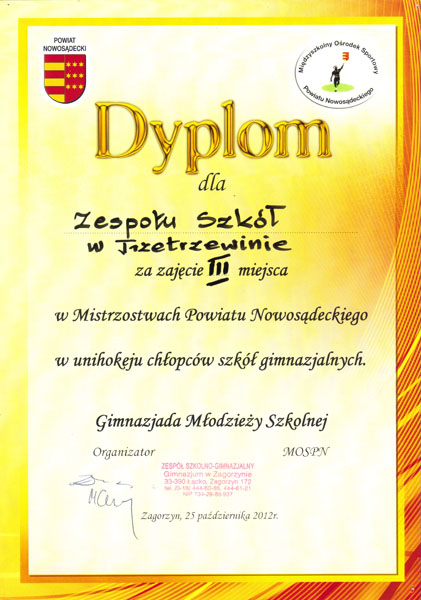 POWIAT
NOWOSĄDECKI
Międzyszkolny Ośrodek Sportowy
Powiatu Nowosądeckiego
Dyplom
dla
Zespołu Szkół
w Trzetrzewinie
za zajęcie III miejsca
w Mistrzostwach Powiatu Nowosądeckiego
w unihokeju chłopców szkół gimnazjalnych.
Gimnazjada Młodzieży Szkolnej
Organizator MOSPN
ZESPÓŁ SZKOLNO-GIMNAZJALNY
Gimnazjum w Zagorzynie
33-390 Łącko, Zagorzyn 170
Zagorzyn, 25 października 2012r.